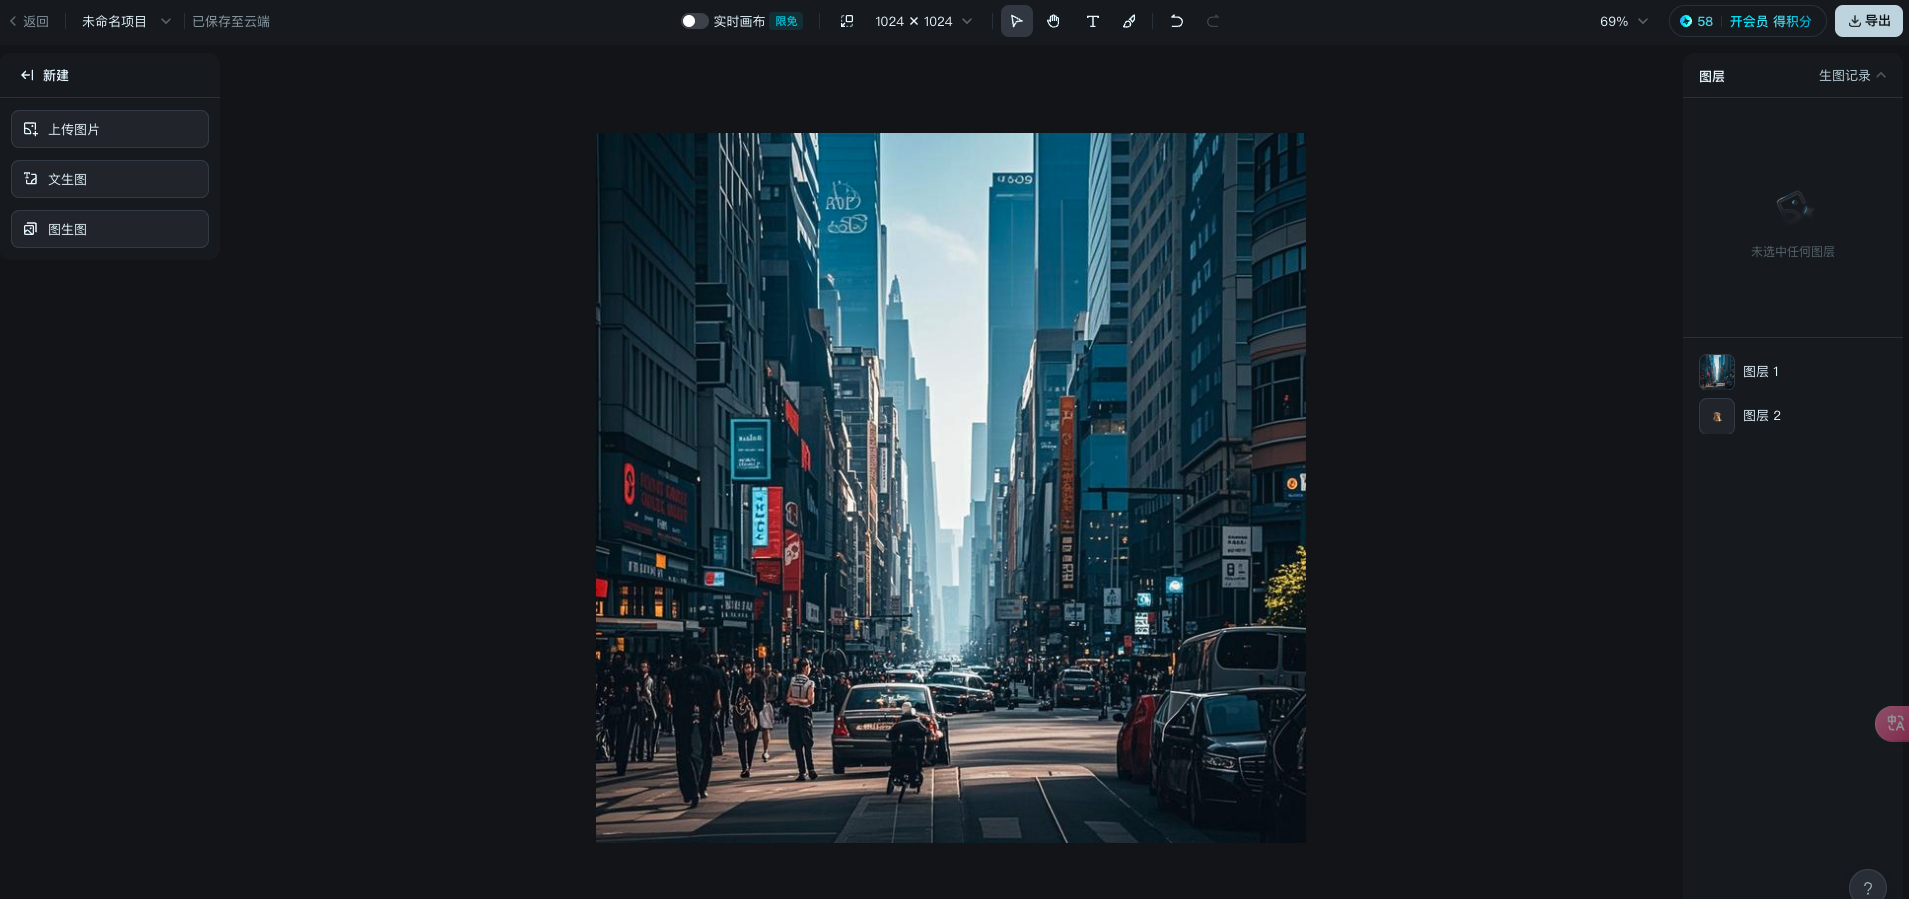 返回
未命名项目
已保存至云端
实时画布 限免
1024 × 1024
69%
58 开会员 得积分
导出
新建
上传图片
文生图
图生图
图层
生图记录
未选中任何图层
图层 1
图层 2
中A
?